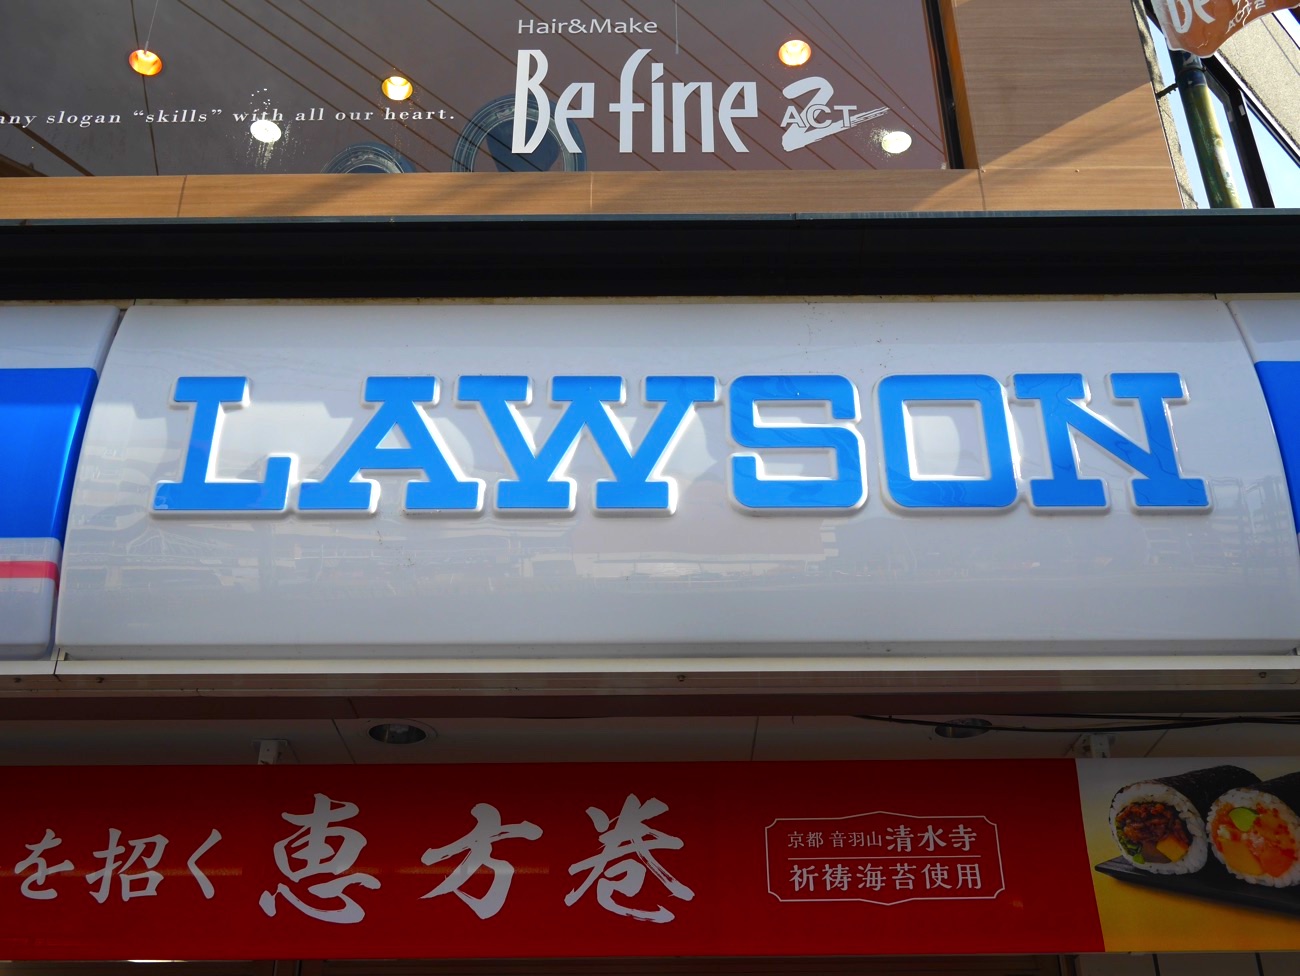 Hair&Make
Be fine 2 ACT
any slogan “skills” with all our heart.
LAWSON
を招く 恵方巻
京都 音羽山 清水寺
祈祷海苔使用